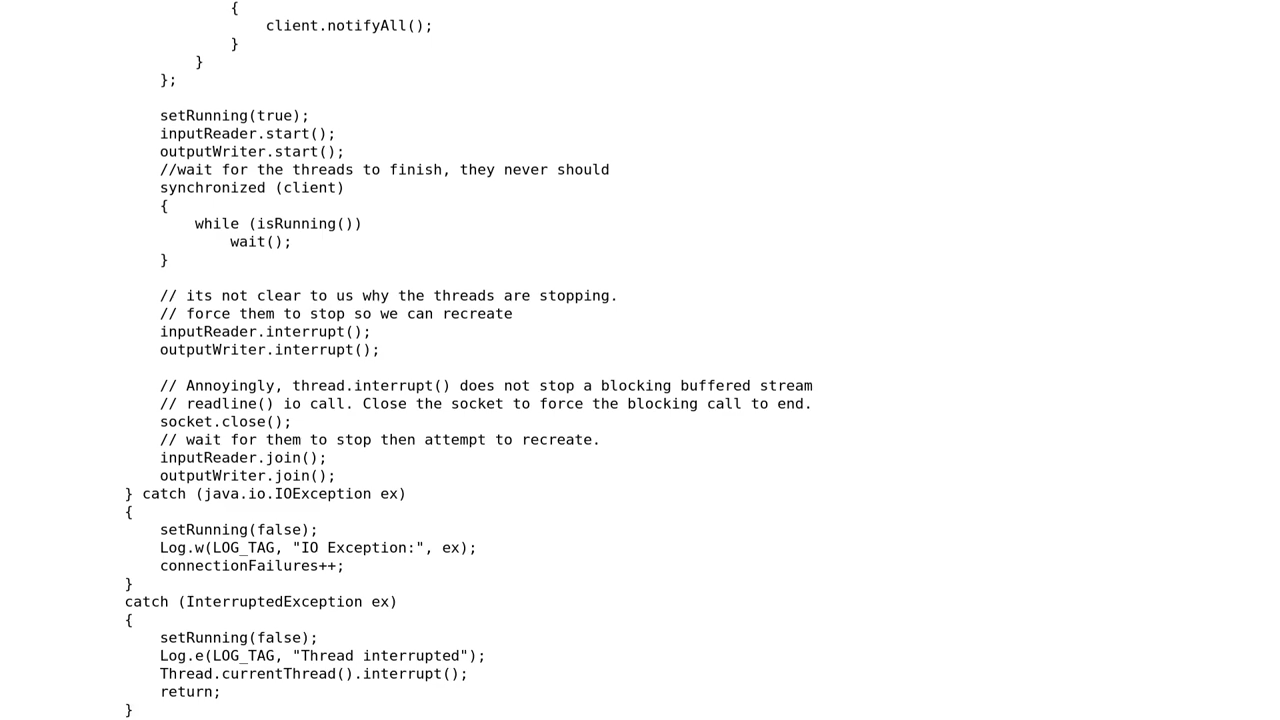 {
client.notifyAll();
}
}
};
setRunning(true);
inputReader.start();
outputWriter.start();
//wait for the threads to finish, they never should
synchronized (client)
{
while (isRunning())
wait();
}
// its not clear to us why the threads are stopping.
// force them to stop so we can recreate
inputReader.interrupt();
outputWriter.interrupt();
// Annoyingly, thread.interrupt() does not stop a blocking buffered stream
// readline() io call. Close the socket to force the blocking call to end.
socket.close();
// wait for them to stop then attempt to recreate.
inputReader.join();
outputWriter.join();
} catch (java.io.IOException ex)
{
setRunning(false);
Log.w(LOG_TAG, "IO Exception:", ex);
connectionFailures++;
}
catch (InterruptedException ex)
{
setRunning(false);
Log.e(LOG_TAG, "Thread interrupted");
Thread.currentThread().interrupt();
return;
}